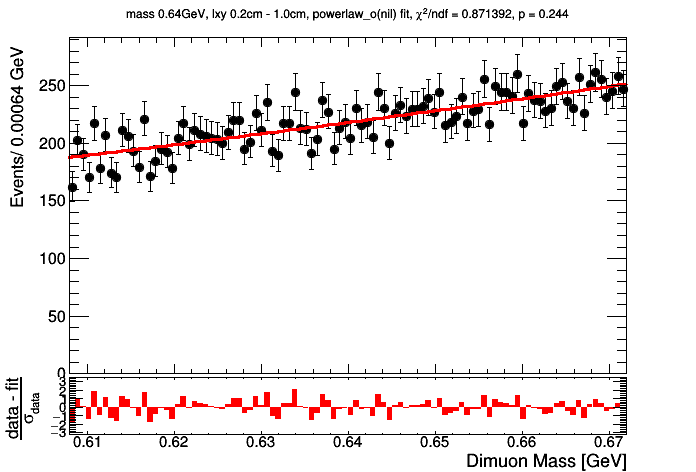 mass 0.64GeV, lxy 0.2cm - 1.0cm, powerlaw_o(nil) fit, χ²/ndf = 0.871392, p = 0.244
Events/ 0.00064 GeV
250
200
150
100
50
0
data - fit
σdata
3
2
1
0
−1
−2
−3
0.61 0.62 0.63 0.64 0.65 0.66 0.67
Dimuon Mass [GeV]